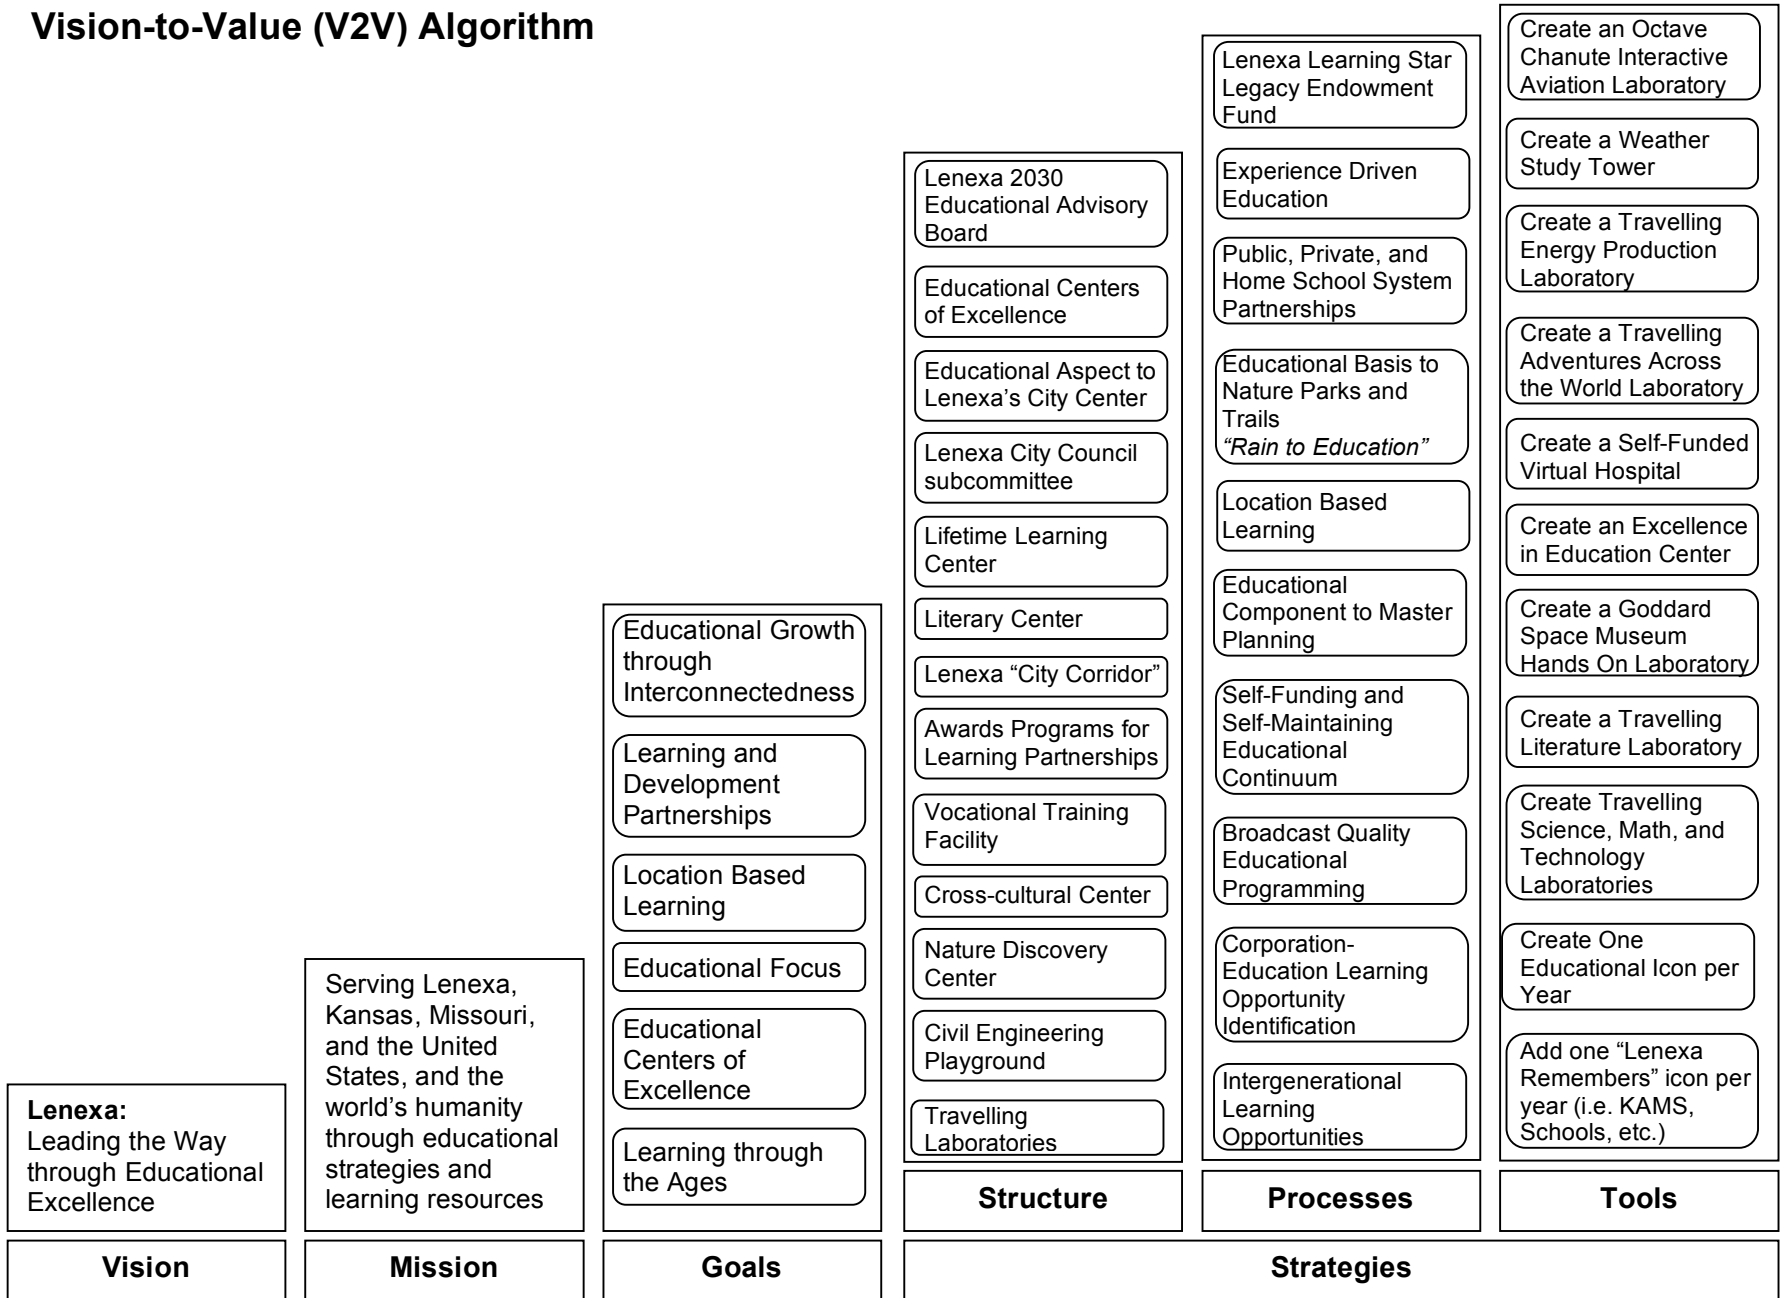 Vision-to-Value (V2V) Algorithm
Lenexa:
Leading the Way
through Educational
Excellence
Vision
Serving Lenexa,
Kansas, Missouri,
and the United
States, and the
world’s humanity
through educational
strategies and
learning resources
Mission
Educational Growth
through
Interconnectedness
Learning and
Development
Partnerships
Location Based
Learning
Educational Focus
Educational
Centers of
Excellence
Learning through
the Ages
Goals
Lenexa 2030
Educational Advisory
Board
Educational Centers
of Excellence
Educational Aspect to
Lenexa’s City Center
Lenexa City Council
subcommittee
Lifetime Learning
Center
Literary Center
Lenexa “City Corridor”
Awards Programs for
Learning Partnerships
Vocational Training
Facility
Cross-cultural Center
Nature Discovery
Center
Civil Engineering
Playground
Travelling
Laboratories
Structure
Lenexa Learning Star
Legacy Endowment
Fund
Experience Driven
Education
Public, Private, and
Home School System
Partnerships
Educational Basis to
Nature Parks and
Trails
“Rain to Education”
Location Based
Learning
Educational
Component to Master
Planning
Self-Funding and
Self-Maintaining
Educational
Continuum
Broadcast Quality
Educational
Programming
Corporation-
Education Learning
Opportunity
Identification
Intergenerational
Learning
Opportunities
Processes
Create an Octave
Chanute Interactive
Aviation Laboratory
Create a Weather
Study Tower
Create a Travelling
Energy Production
Laboratory
Create a Travelling
Adventures Across
the World Laboratory
Create a Self-Funded
Virtual Hospital
Create an Excellence
in Education Center
Create a Goddard
Space Museum
Hands On Laboratory
Create a Travelling
Literature Laboratory
Create Travelling
Science, Math, and
Technology
Laboratories
Create One
Educational Icon per
Year
Add one “Lenexa
Remembers” icon per
year (i.e. KAMS,
Schools, etc.)
Tools
Strategies